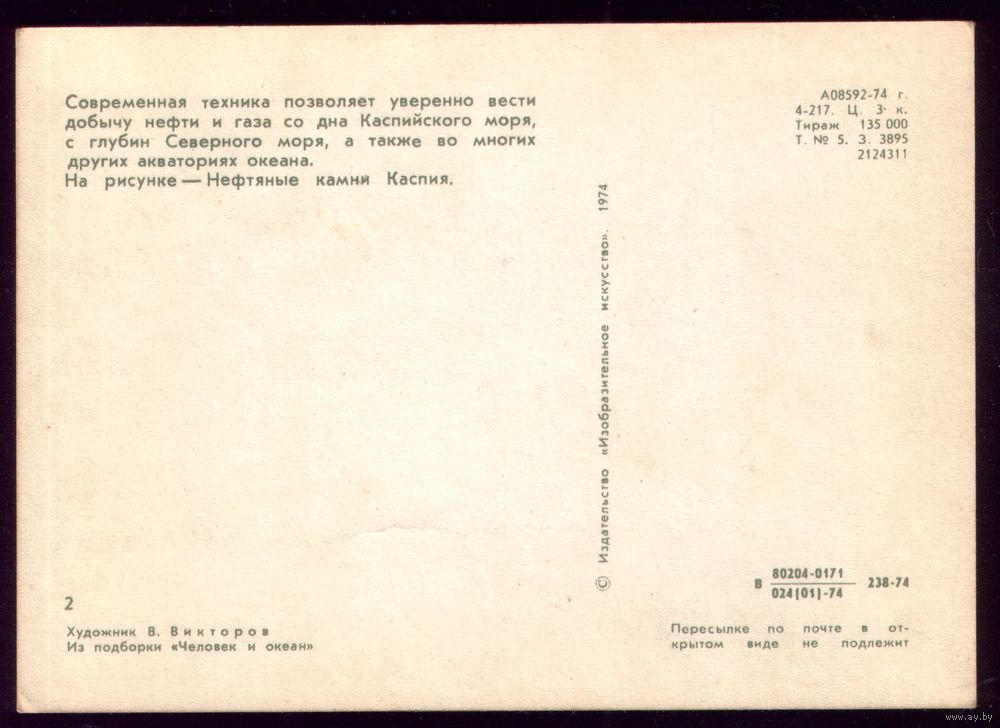 Современная техника позволяет уверенно вести
добычу нефти и газа со дна Каспийского моря,
с глубин Северного моря, а также во многих
других акваториях океана.
На рисунке — Нефтяные камни Каспия.
А08592-74 г.
4-217. Ц. 3 к.
Тираж 135 000
Т. № 5. З. 3895
2124311
© Издательство «Изобразительное искусство». 1974
2
Художник В. Викторов
Из подборки «Человек и океан»
В 80204-0171 238-74
024(01)-74
Пересылке по почте в от-
крытом виде не подлежит
www.ay.by